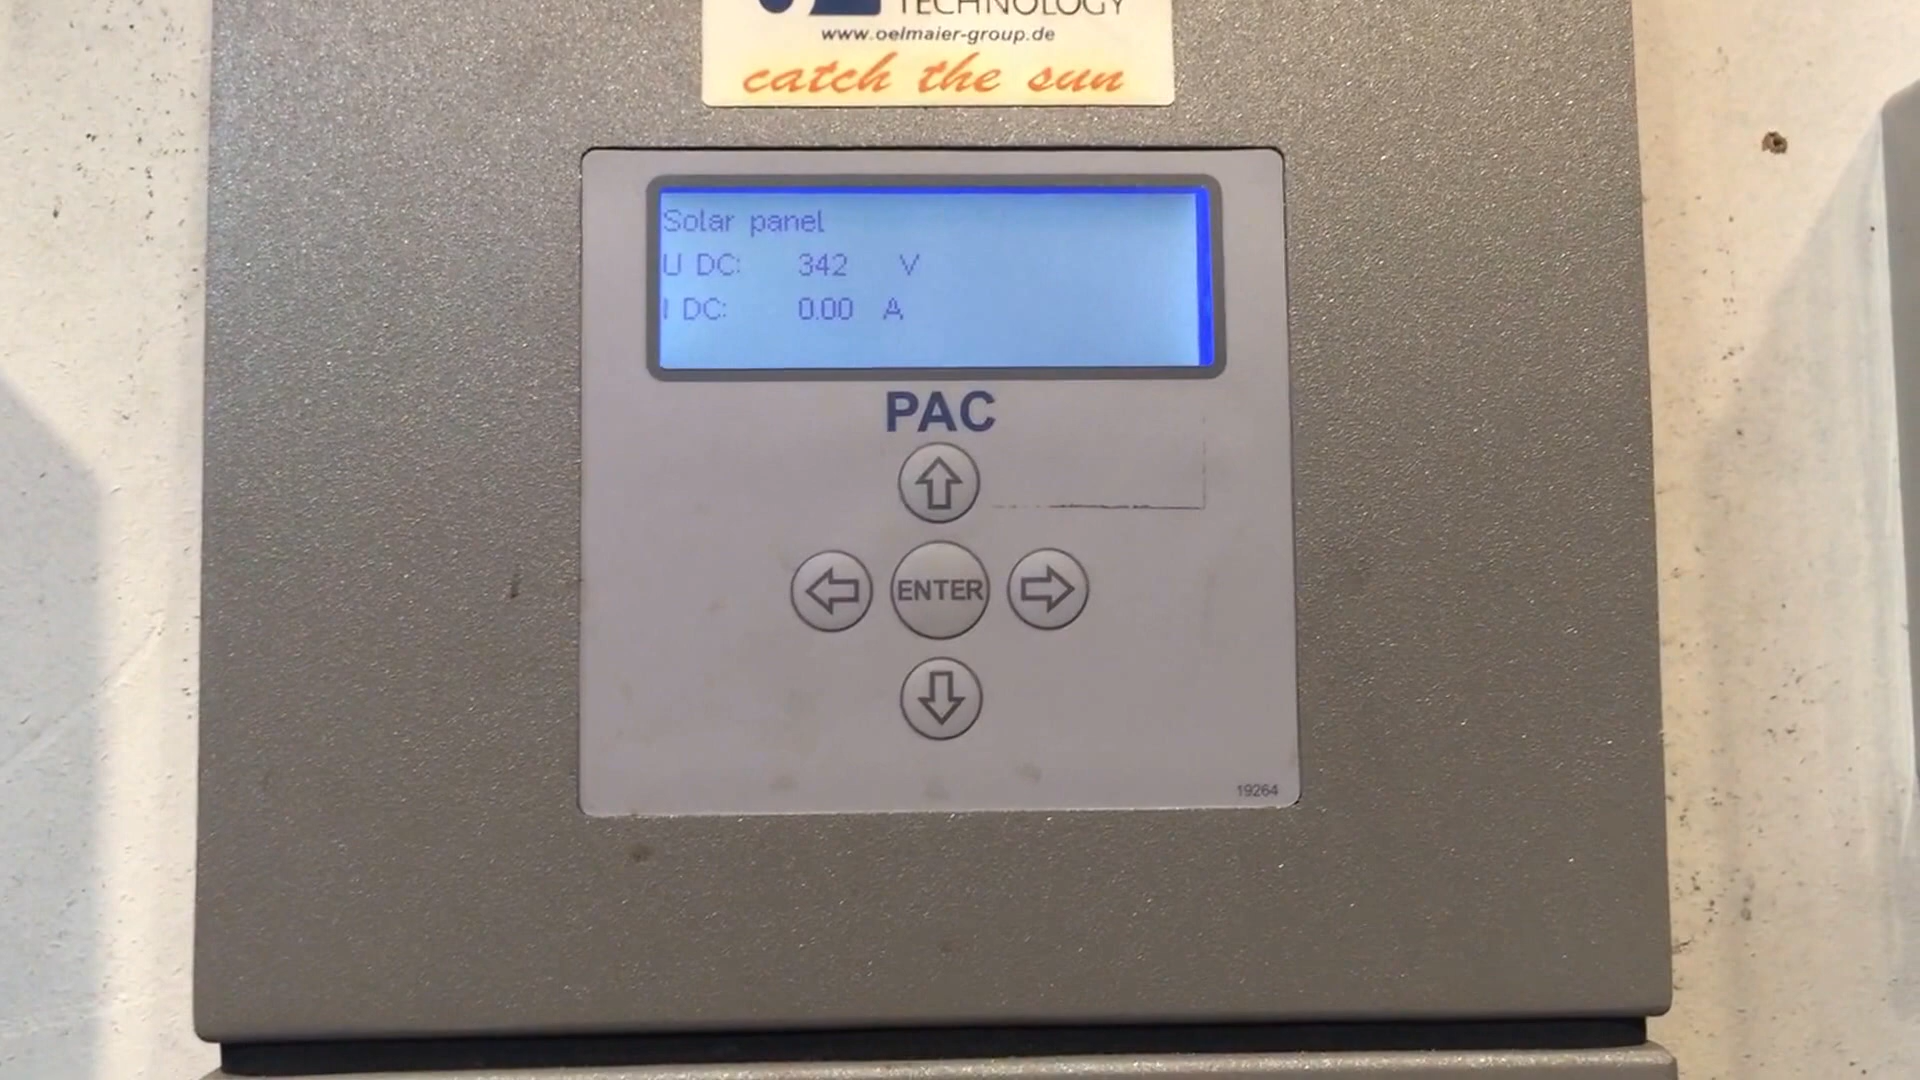 TECHNOLOGY
www.oelmaier-group.de
catch the sun
Solar panel
U DC: 342 V
I DC: 0.00 A
PAC
ENTER
19264